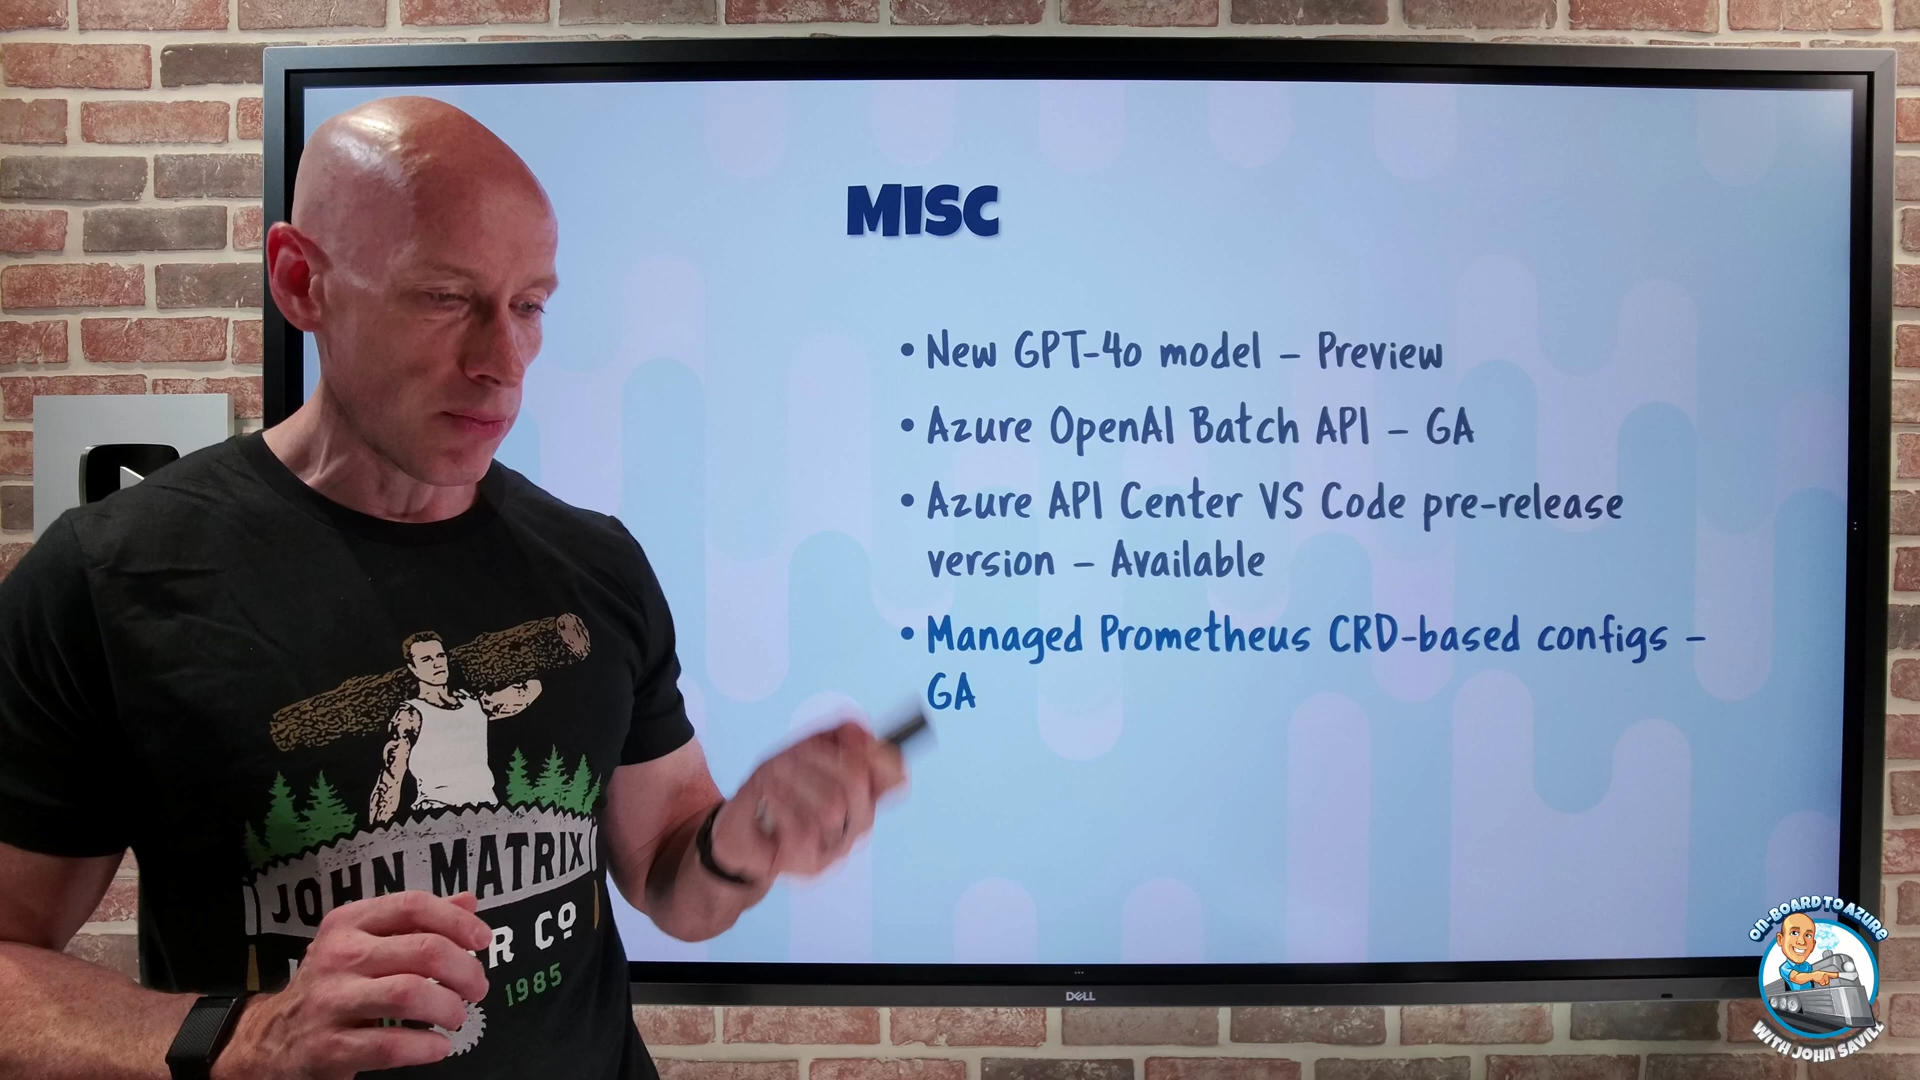 MISC
• New GPT-4o model – Preview
• Azure OpenAI Batch API – GA
• Azure API Center VS Code pre-release
version – Available
• Managed Prometheus CRD-based configs –
GA
JOHN MATRIX
CO
1985
DELL
ON-BOARD TO AZURE
WITH JOHN SAVILL